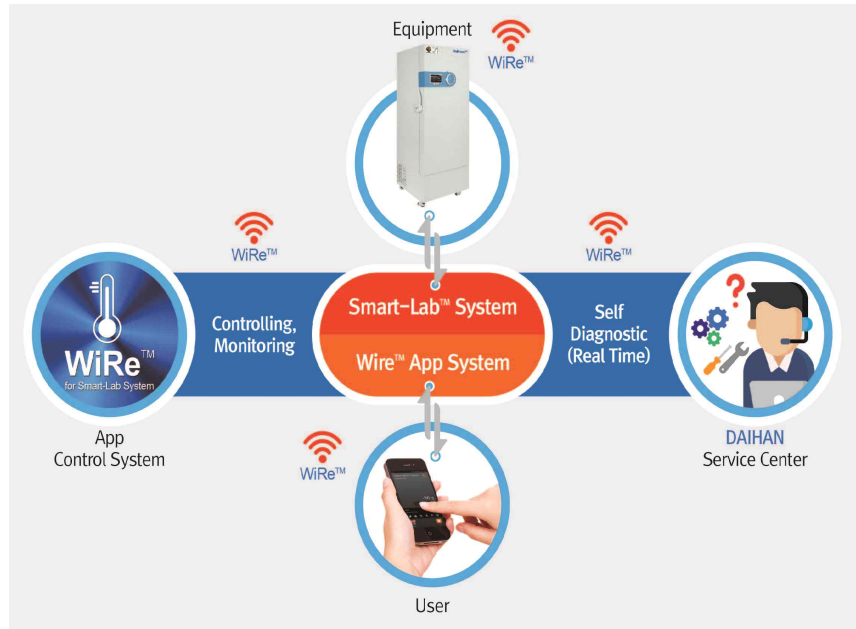 Equipment
WiRe™
WiRe™
WiRe™
WiRe™
for Smart-Lab System
Controlling,
Monitoring
Smart-Lab™ System
Wire™ App System
Self
Diagnostic
(Real Time)
App
Control System
WiRe™
DAIHAN
Service Center
User